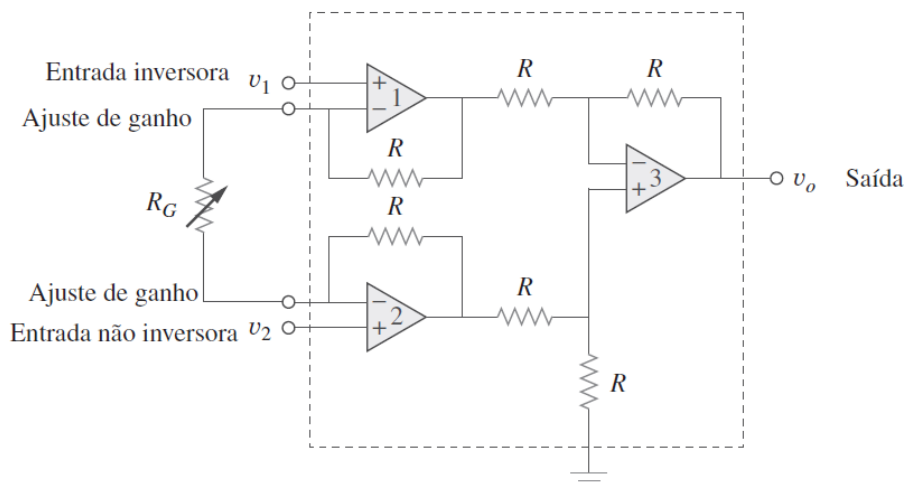 R R
Entrada inversora v1
+
− 1
Ajuste de ganho
R
−
+ 3
vo Saída
RG
R
Ajuste de ganho
−
+ 2
R
Entrada não inversora v2
R